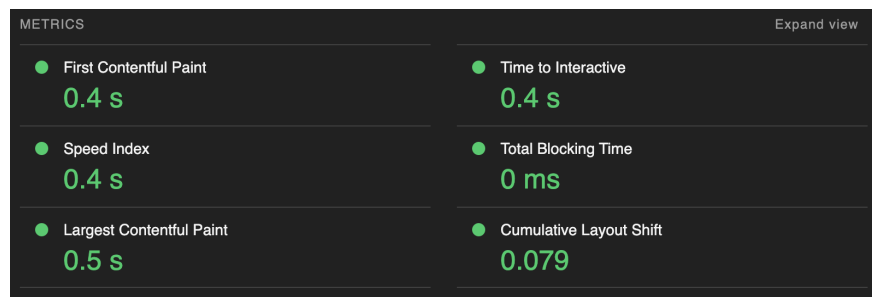 METRICS
Expand view
First Contentful Paint
0.4 s
Time to Interactive
0.4 s
Speed Index
0.4 s
Total Blocking Time
0 ms
Largest Contentful Paint
0.5 s
Cumulative Layout Shift
0.079